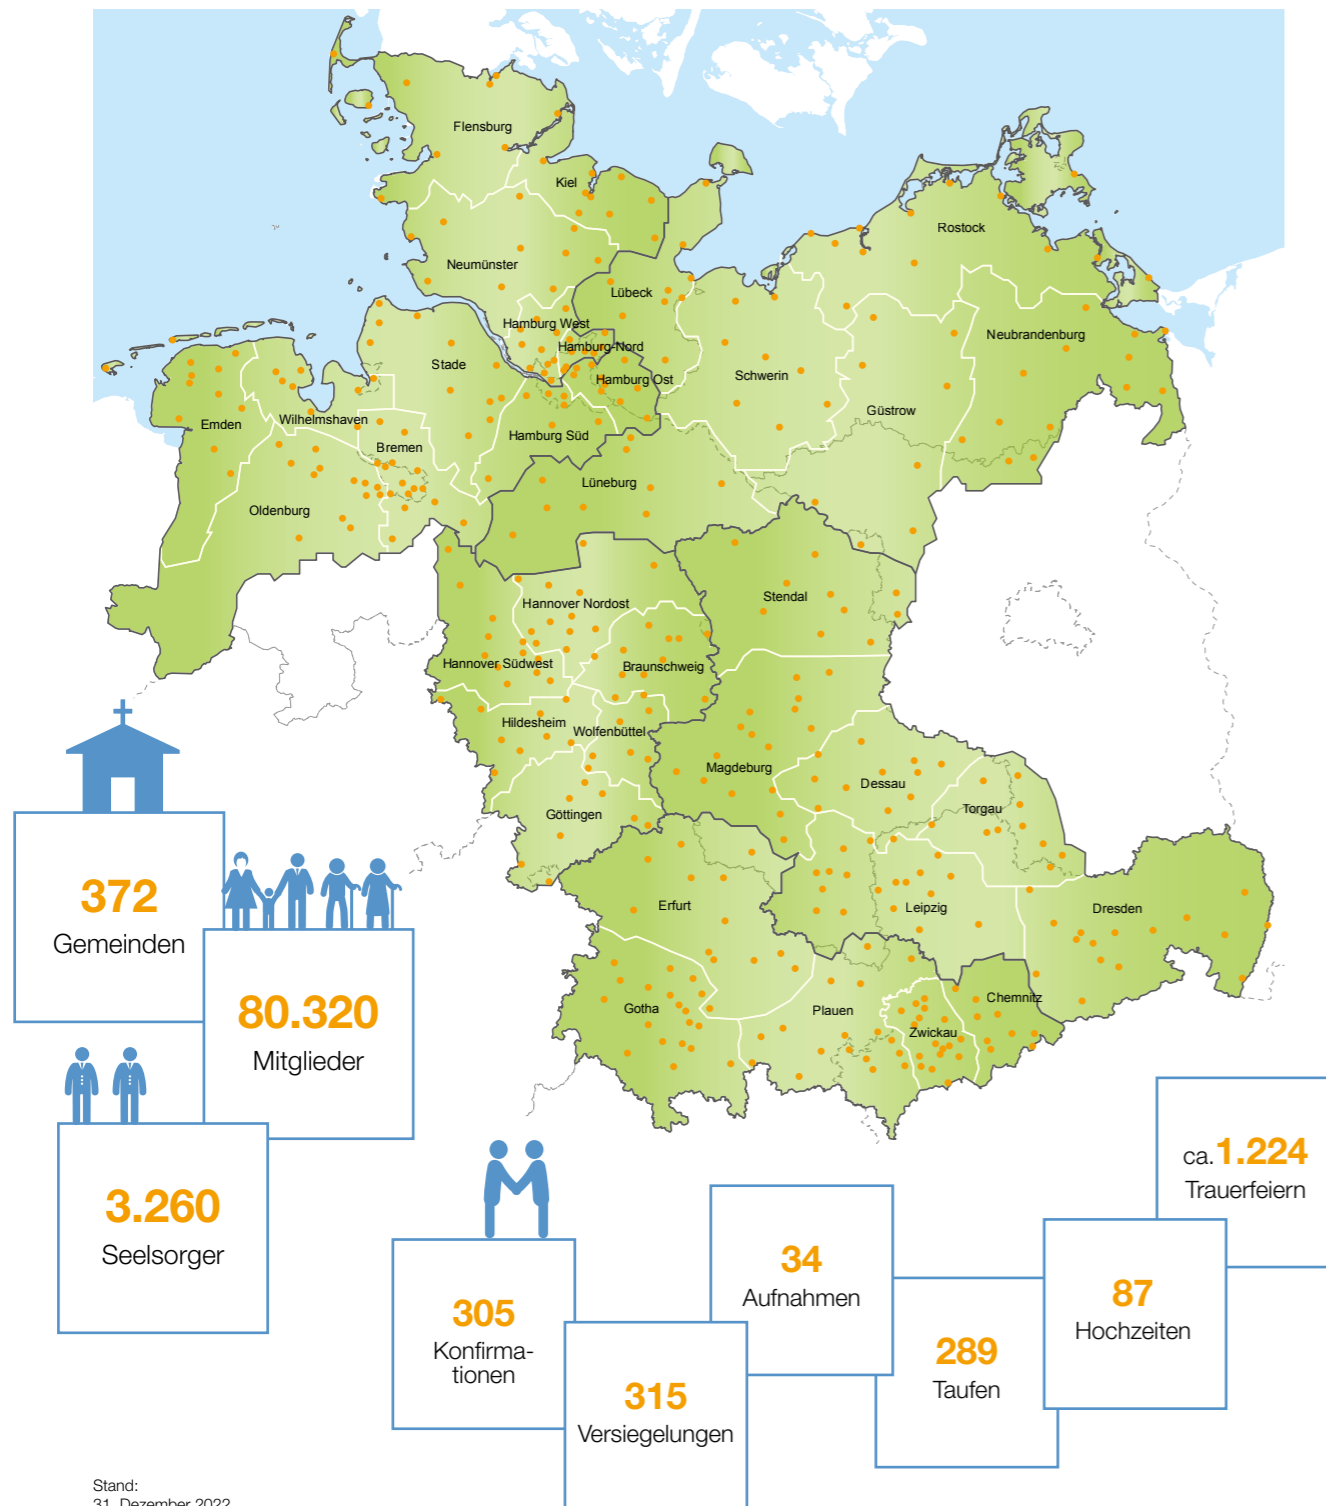 Flensburg
Kiel
Rostock
Neumünster
Lübeck
Hamburg West
Neubrandenburg
Hamburg-Nord
Stade
Schwerin
Hamburg Ost
Güstrow
Wilhelmshaven
Emden
Hamburg Süd
Bremen
Lüneburg
Oldenburg
Stendal
Hannover Nordost
Hannover Südwest
Braunschweig
Hildesheim
Wolfenbüttel
Magdeburg
Dessau
Torgau
Göttingen
Erfurt
Leipzig
Dresden
Gotha
Plauen
Chemnitz
Zwickau
372
Gemeinden
80.320
Mitglieder
3.260
Seelsorger
305
Konfirma-
tionen
315
Versiegelungen
34
Aufnahmen
289
Taufen
87
Hochzeiten
ca. 1.224
Trauerfeiern
Stand:
31. Dezember 2022